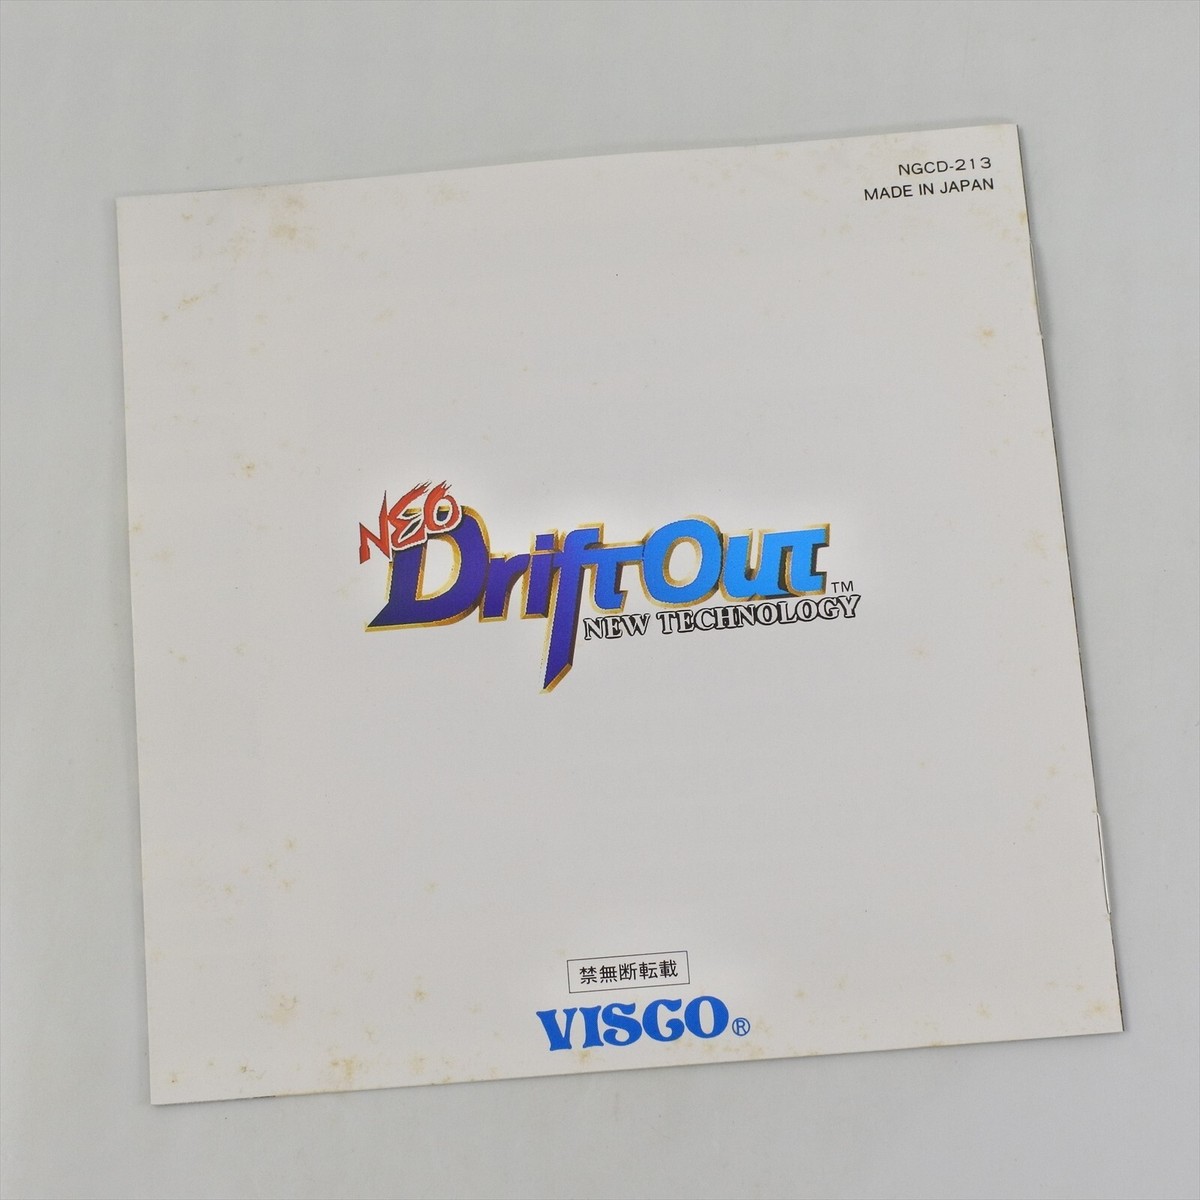 NGCD-213
MADE IN JAPAN
NEO
Drift Out TM
NEW TECHNOLOGY
禁無断転載
VISCO®